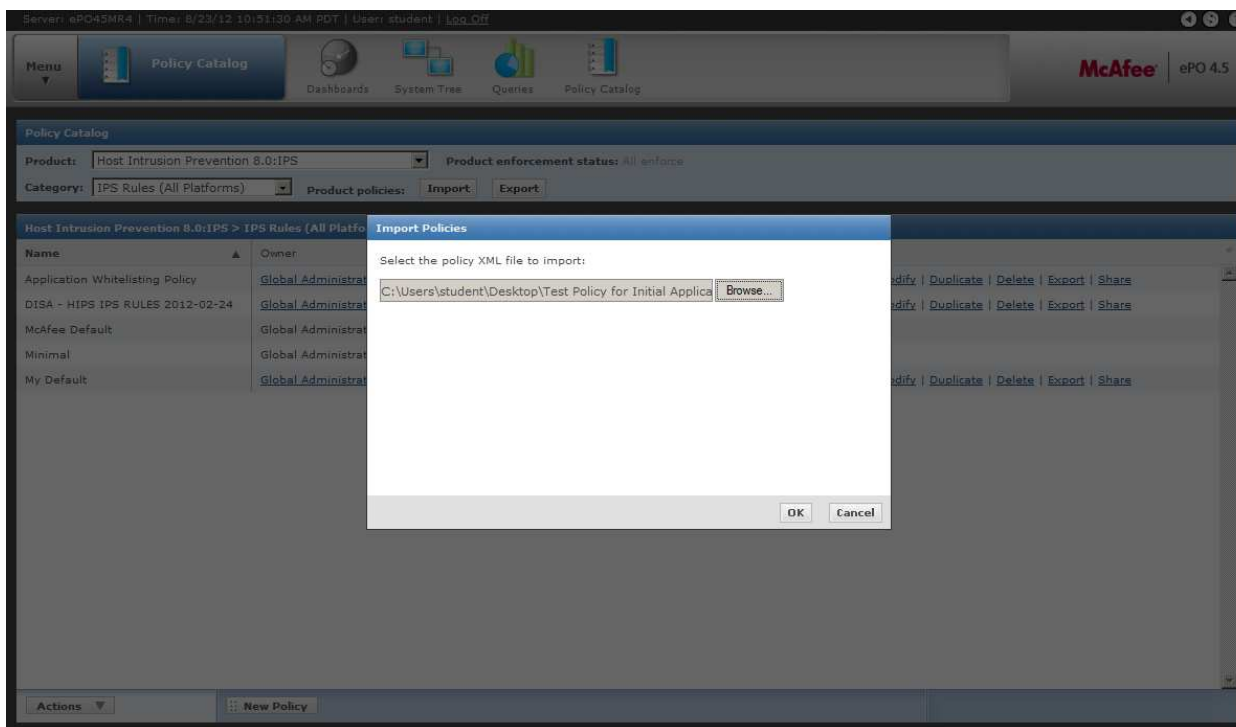 Server: ePO45MR4 | Time: 8/23/12 10:51:30 AM PDT | User: student | Log Off
Menu
Policy Catalog
Dashboards
System Tree
Queries
Policy Catalog
McAfee
ePO 4.5
Policy Catalog
Product: Host Intrusion Prevention 8.0:IPS Product enforcement status: All enforce
Category: IPS Rules (All Platforms) Product policies: Import Export
Host Intrusion Prevention 8.0:IPS > IPS Rules (All Platfo
Import Policies
Name Owner
Select the policy XML file to import:
Application Whitelisting Policy Global Administrat
C:\Users\student\Desktop\Test Policy for Initial Applica Browse...
odify | Duplicate | Delete | Export | Share
DISA - HIPS IPS RULES 2012-02-24 Global Administrat odify | Duplicate | Delete | Export | Share
McAfee Default Global Administrat
Minimal Global Administrat
My Default Global Administrat odify | Duplicate | Delete | Export | Share
OK Cancel
Actions New Policy